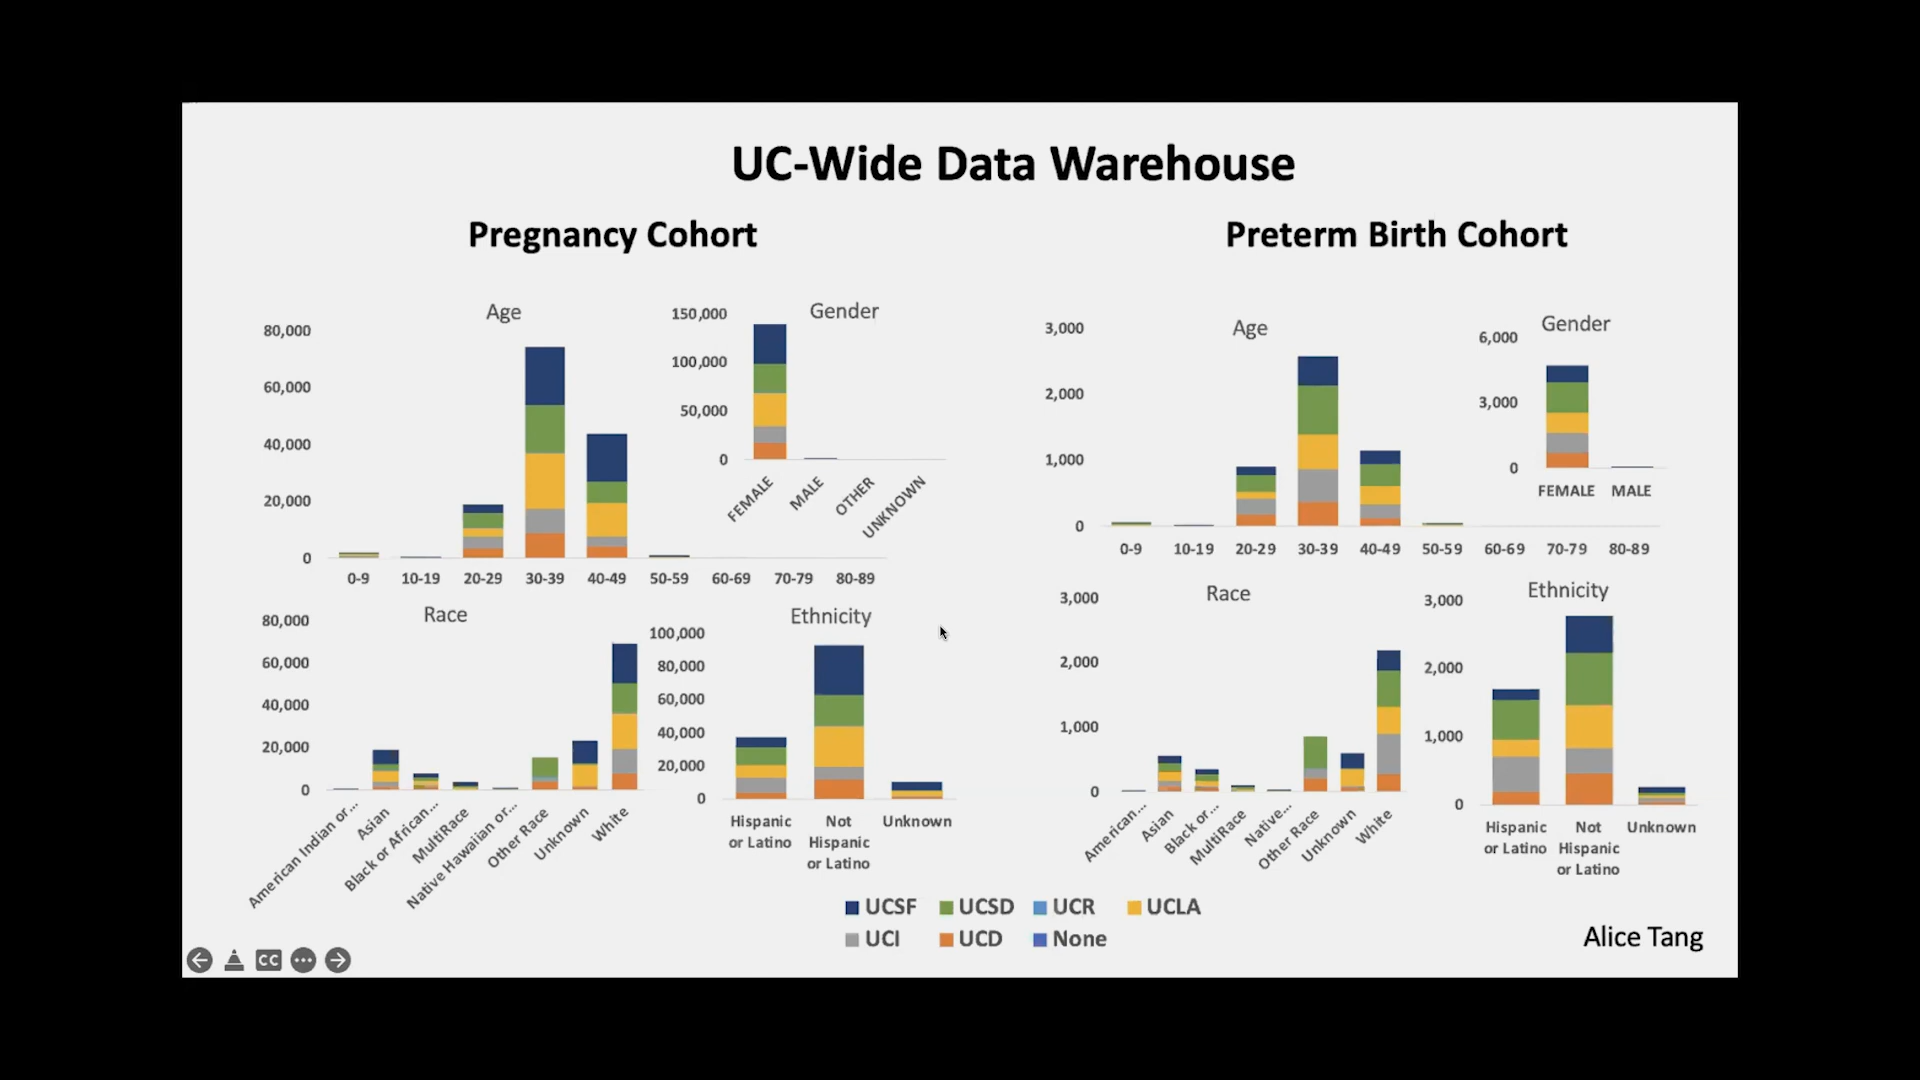 UC-Wide Data Warehouse
Pregnancy Cohort
Preterm Birth Cohort
Age
80,000
60,000
40,000
20,000
0
0-9 10-19 20-29 30-39 40-49 50-59 60-69 70-79 80-89
Gender
150,000
100,000
50,000
0
FEMALE
MALE
OTHER
UNKNOWN
Race
80,000
60,000
40,000
20,000
0
American Indian or...
Asian
Black or African...
MultiRace
Native Hawaiian or...
Other Race
Unknown
White
Ethnicity
100,000
80,000
60,000
40,000
20,000
0
Hispanic or Latino
Not Hispanic or Latino
Unknown
Age
3,000
2,000
1,000
0
0-9 10-19 20-29 30-39 40-49 50-59 60-69 70-79 80-89
Gender
6,000
3,000
0
FEMALE MALE
Race
3,000
2,000
1,000
0
American...
Asian
Black or...
MultiRace
Native...
Other Race
Unknown
White
Ethnicity
3,000
2,000
1,000
0
Hispanic or Latino
Not Hispanic or Latino
Unknown
UCSF UCSD UCR UCLA
UCI UCD None
Alice Tang
CC